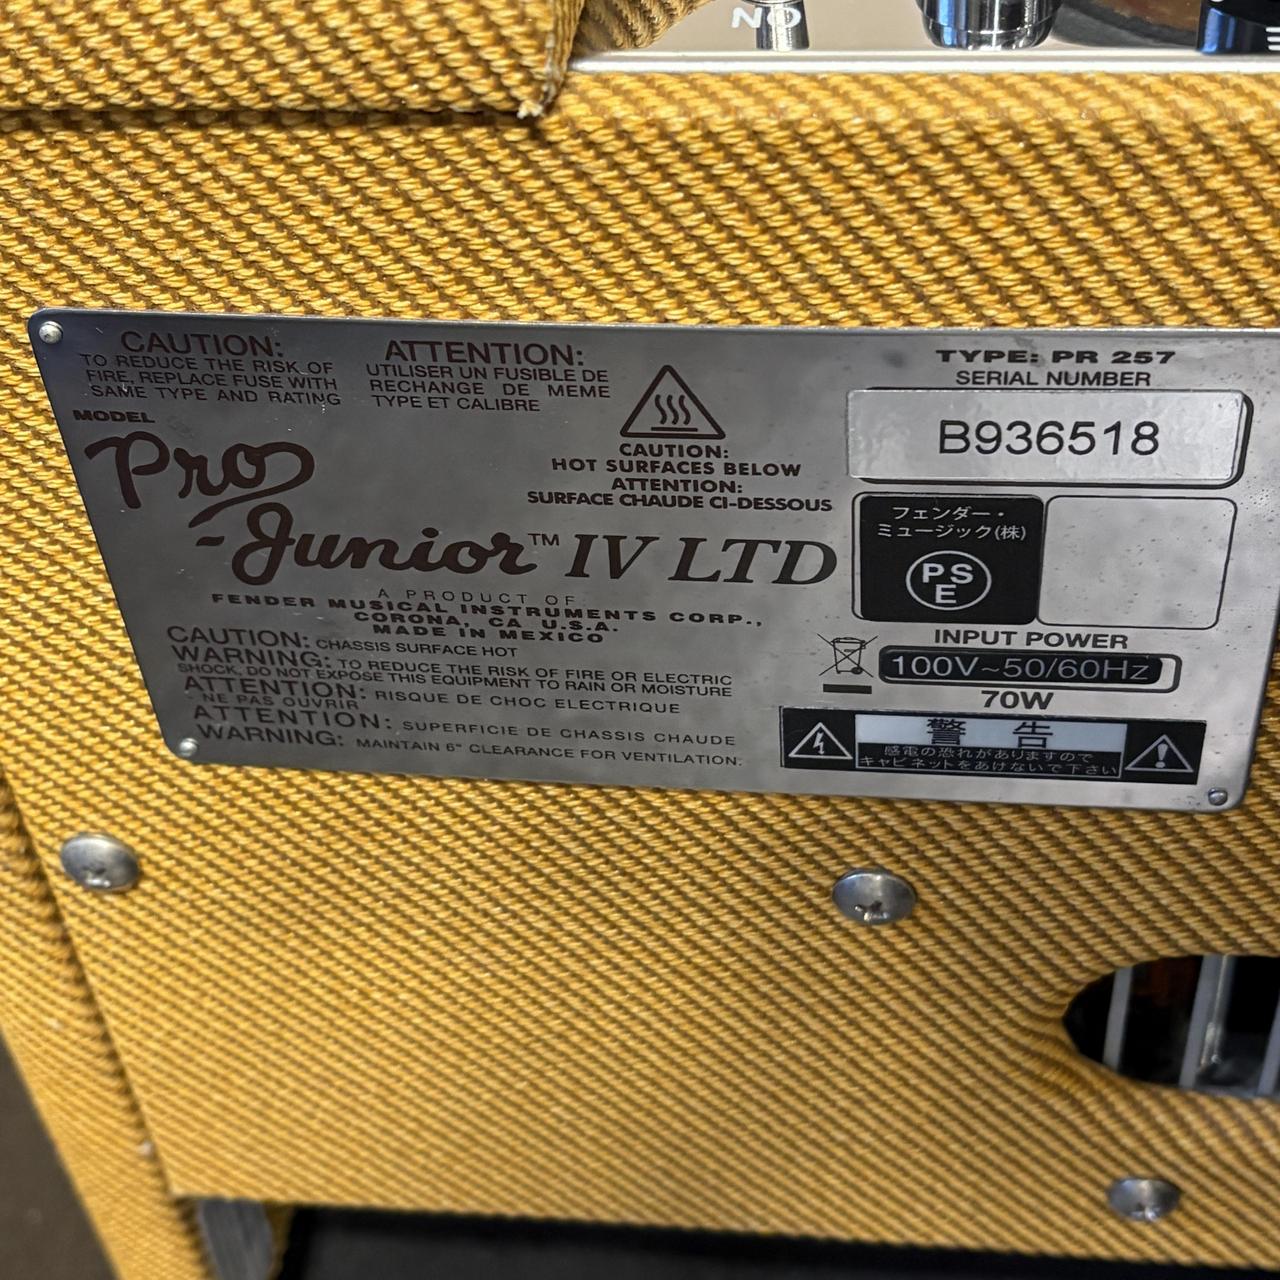 NO
CAUTION:
TO REDUCE THE RISK OF
FIRE, REPLACE FUSE WITH
SAME TYPE AND RATING
ATTENTION:
UTILISER UN FUSIBLE DE
RECHANGE DE MEME
TYPE ET CALIBRE
CAUTION:
HOT SURFACES BELOW
ATTENTION:
SURFACE CHAUDE CI-DESSOUS
MODEL
Pro
Junior™ IV LTD
A PRODUCT OF
FENDER MUSICAL INSTRUMENTS CORP.,
CORONA, CA U.S.A.
MADE IN MEXICO
CAUTION: CHASSIS SURFACE HOT
WARNING: TO REDUCE THE RISK OF FIRE OR ELECTRIC
SHOCK, DO NOT EXPOSE THIS EQUIPMENT TO RAIN OR MOISTURE
ATTENTION: RISQUE DE CHOC ELECTRIQUE
NE PAS OUVRIR
ATTENTION: SUPERFICIE DE CHASSIS CHAUDE
WARNING: MAINTAIN 6" CLEARANCE FOR VENTILATION.
TYPE: PR 257
SERIAL NUMBER
B936518
フェンダー・
ミュージック(株)
PS
E
INPUT POWER
100V~50/60Hz
70W
警告
感電の恐れがありますので
キャビネットをあけないで下さい